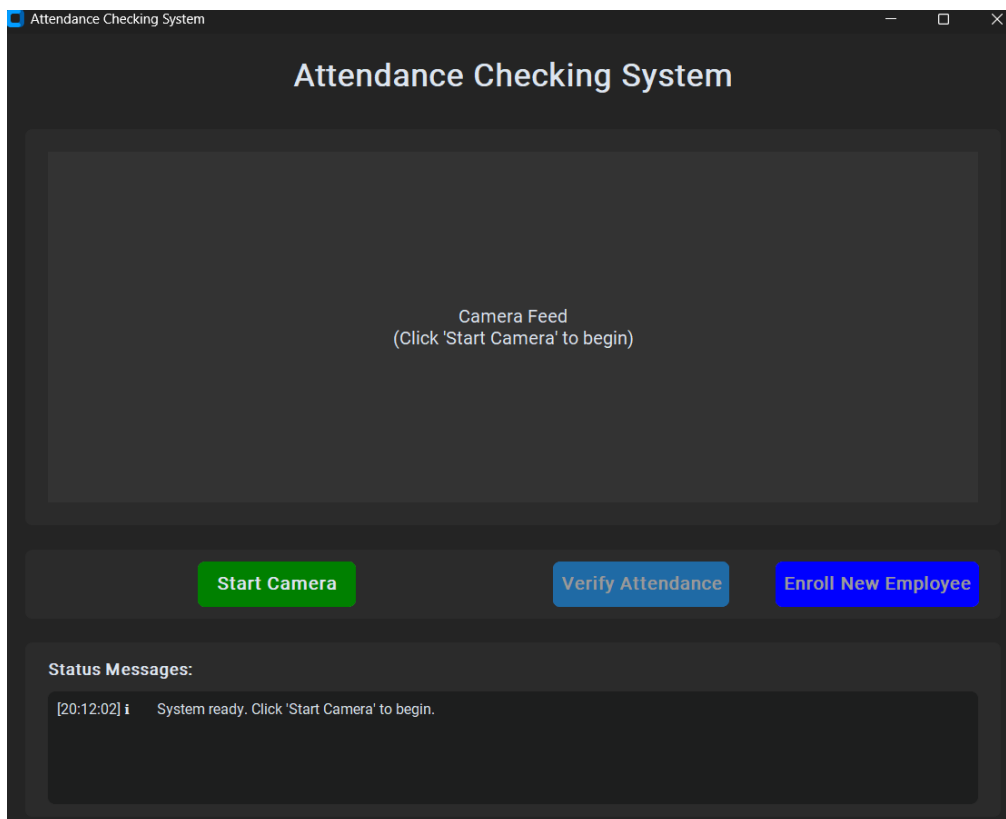 Attendance Checking System
Attendance Checking System
Camera Feed
(Click 'Start Camera' to begin)
Start Camera
Verify Attendance
Enroll New Employee
Status Messages:
[20:12:02] ℹ System ready. Click 'Start Camera' to begin.